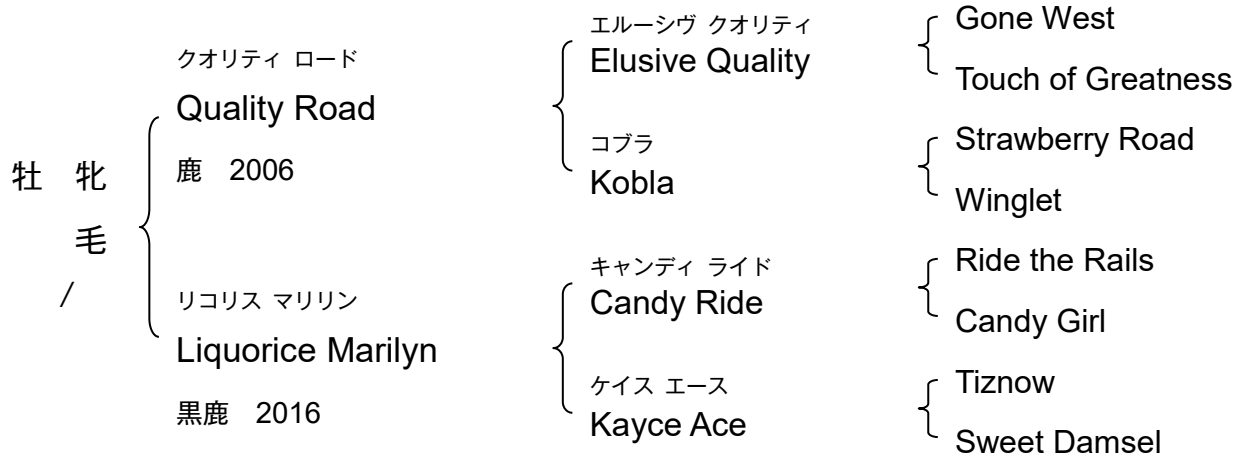 牡 牝
毛
/
クオリティ ロード
Quality Road
鹿 2006
リコリス マリリン
Liquorice Marilyn
黒鹿 2016
エルーシヴ クオリティ
Elusive Quality
コブラ
Kobla
キャンディ ライド
Candy Ride
ケイス エース
Kayce Ace
Gone West
Touch of Greatness
Strawberry Road
Winglet
Ride the Rails
Candy Girl
Tiznow
Sweet Damsel